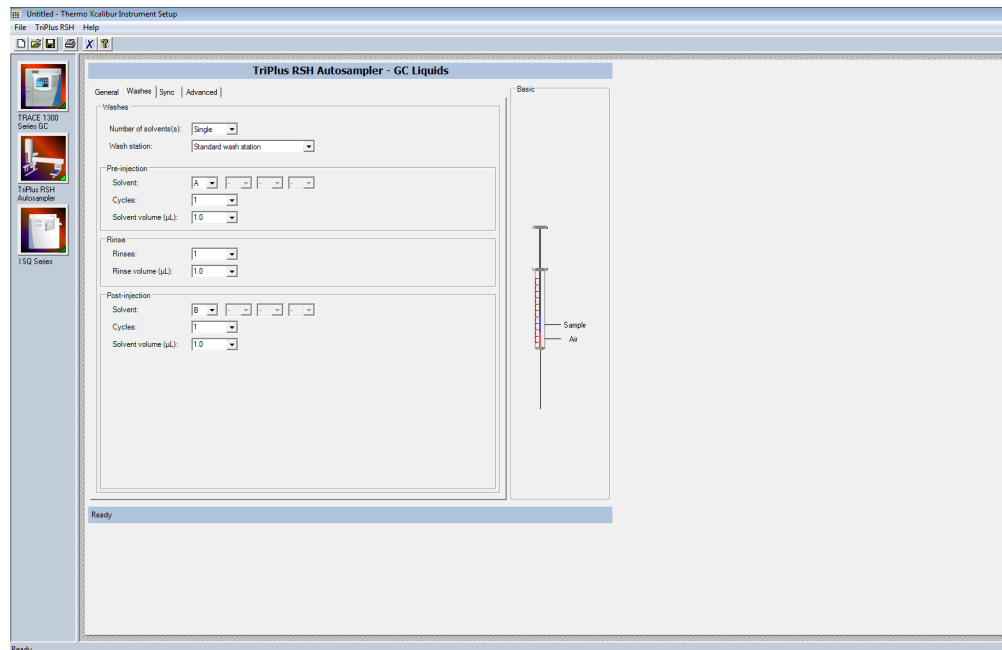 Untitled - Thermo Xcalibur Instrument Setup
File TriPlus RSH Help
TRACE 1300
Series GC
TriPlus RSH
Autosampler
ISQ Series
TriPlus RSH Autosampler - GC Liquids
General Washes Sync Advanced
Washes
Number of solvents(s): Single
Wash station: Standard wash station
Pre-injection
Solvent: A - - -
Cycles: 1
Solvent volume (µL): 1.0
Rinse
Rinses: 1
Rinse volume (µL): 1.0
Post-injection
Solvent: B - - -
Cycles: 1
Solvent volume (µL): 1.0
Basic
Sample
Air
Ready
Ready